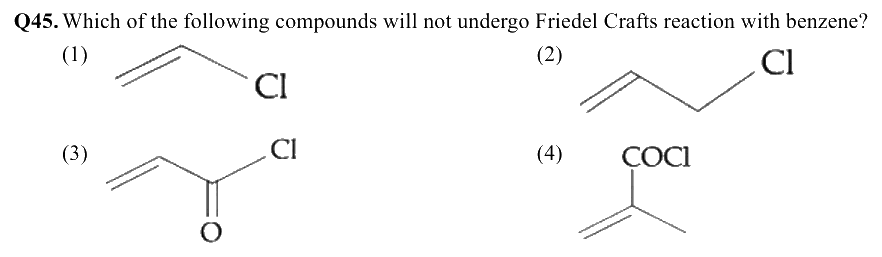 Q45. Which of the following compounds will not undergo Friedel Crafts reaction with benzene?
(1) Cl
(2) Cl
(3) Cl
O
(4) COCl